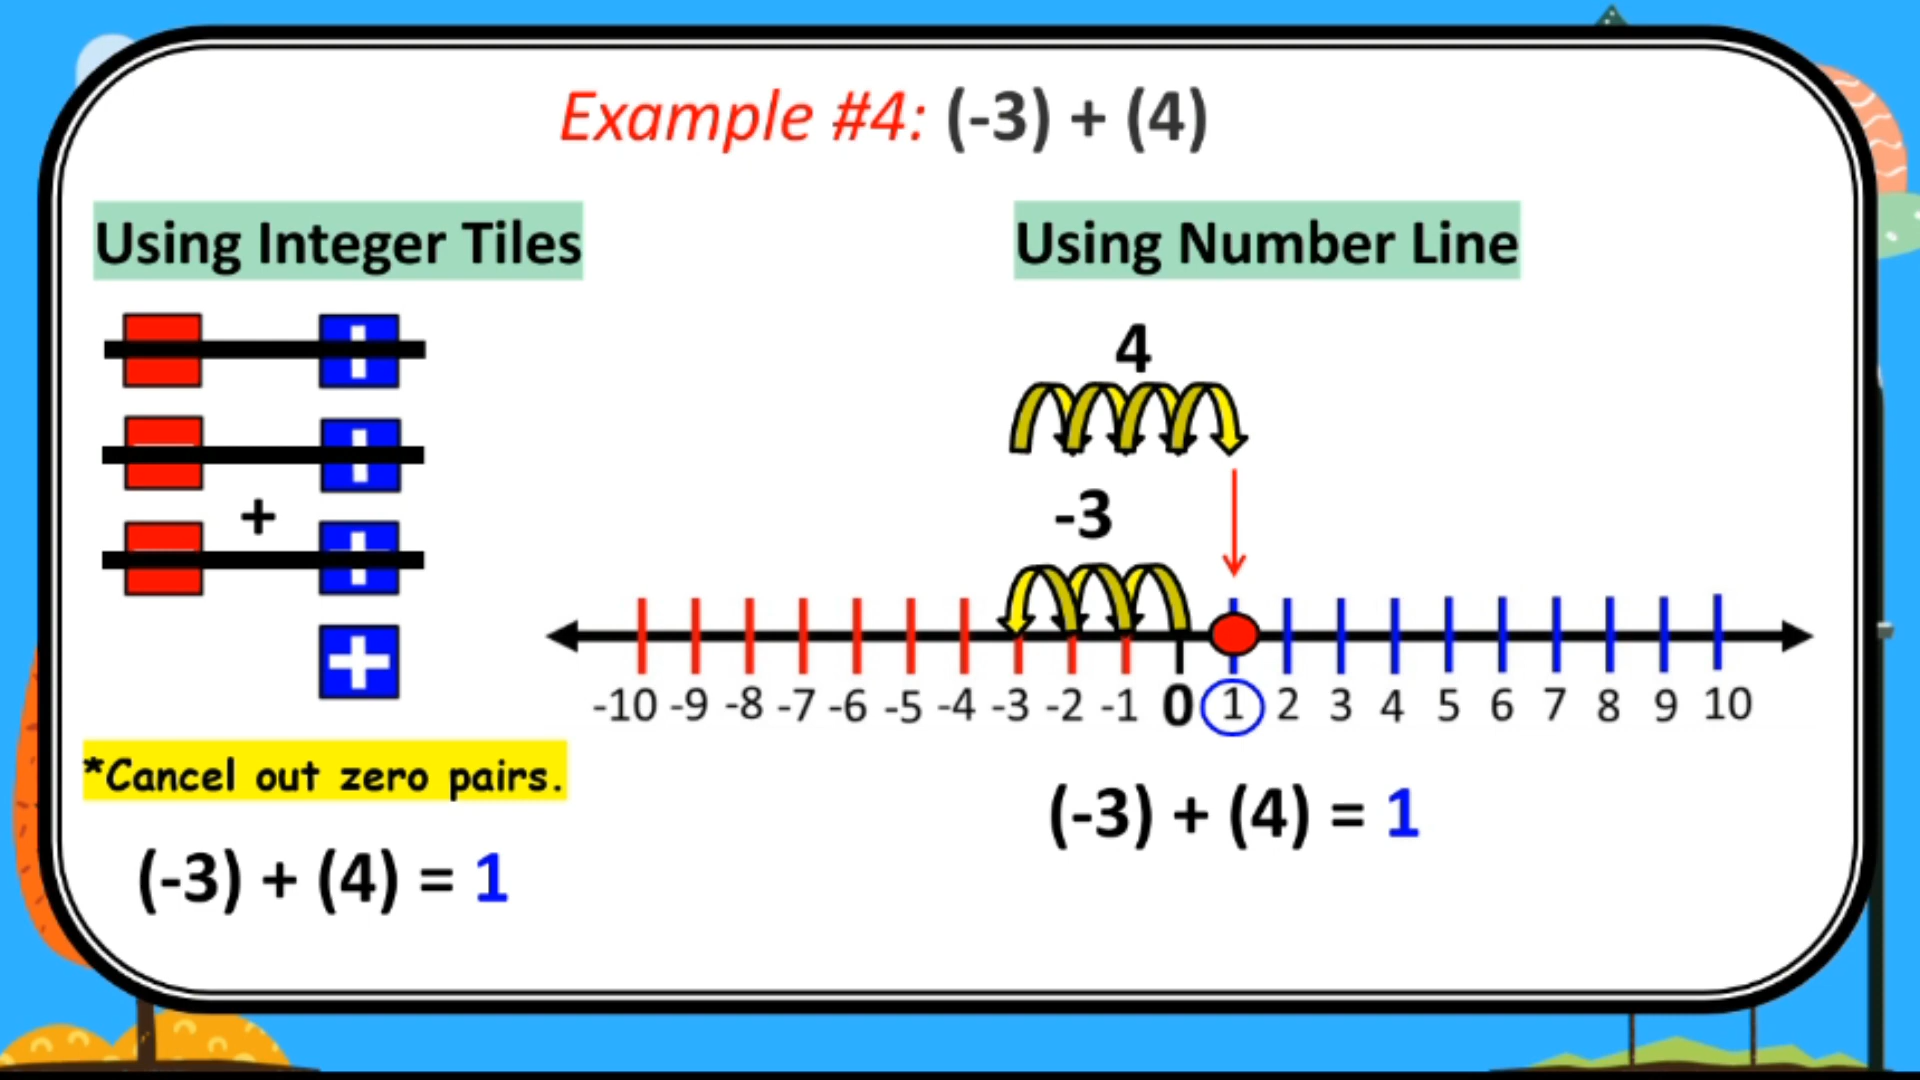 Example #4: (-3) + (4)
Using Integer Tiles
+
+
*Cancel out zero pairs.
(-3) + (4) = 1
Using Number Line
4
-3
-10 -9 -8 -7 -6 -5 -4 -3 -2 -1 0 1 2 3 4 5 6 7 8 9 10
(-3) + (4) = 1